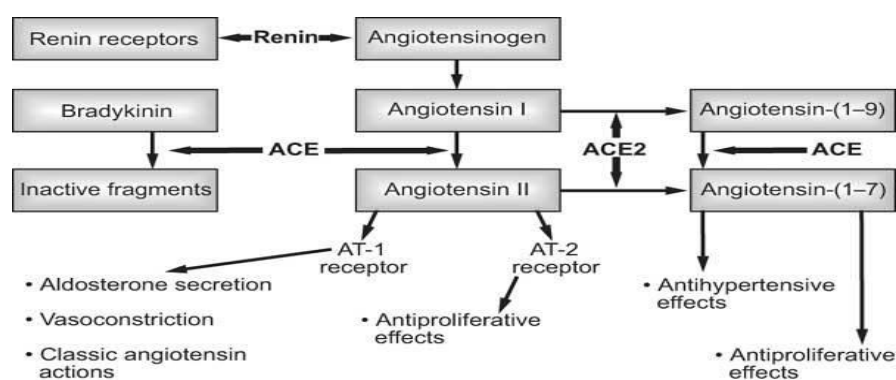 Renin receptors
Renin
Angiotensinogen
Bradykinin
Angiotensin I
Angiotensin-(1–9)
ACE
ACE2
ACE
Inactive fragments
Angiotensin II
Angiotensin-(1–7)
AT-1
receptor
AT-2
receptor
• Aldosterone secretion
• Vasoconstriction
• Classic angiotensin
actions
• Antiproliferative
effects
• Antihypertensive
effects
• Antiproliferative
effects